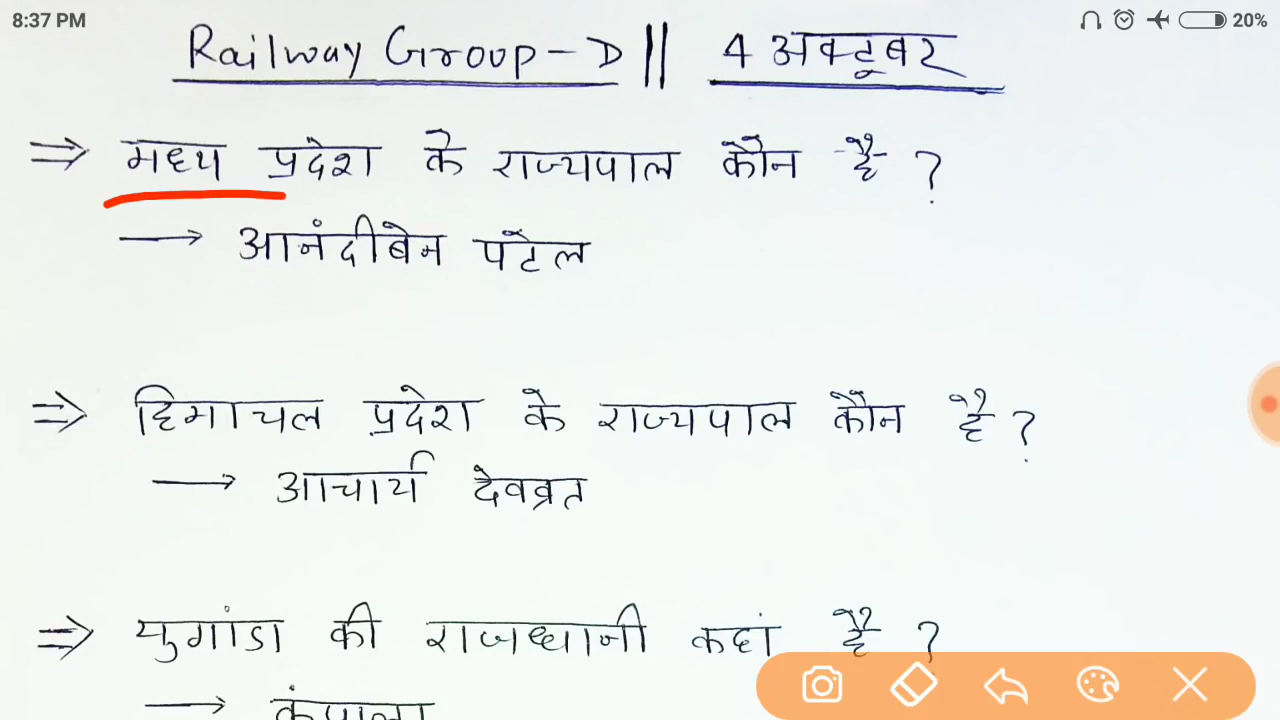 8:37 PM 20%
Railway Group-D || 4 अक्टूबर
⇒ मध्य प्रदेश के राज्यपाल कौन है ?
→ आनंदीबेन पटेल
⇒ हिमाचल प्रदेश के राज्यपाल कौन है ?
→ आचार्य देवव्रत
⇒ युगांडा की राजधानी कहां है ?
→ कंपाला